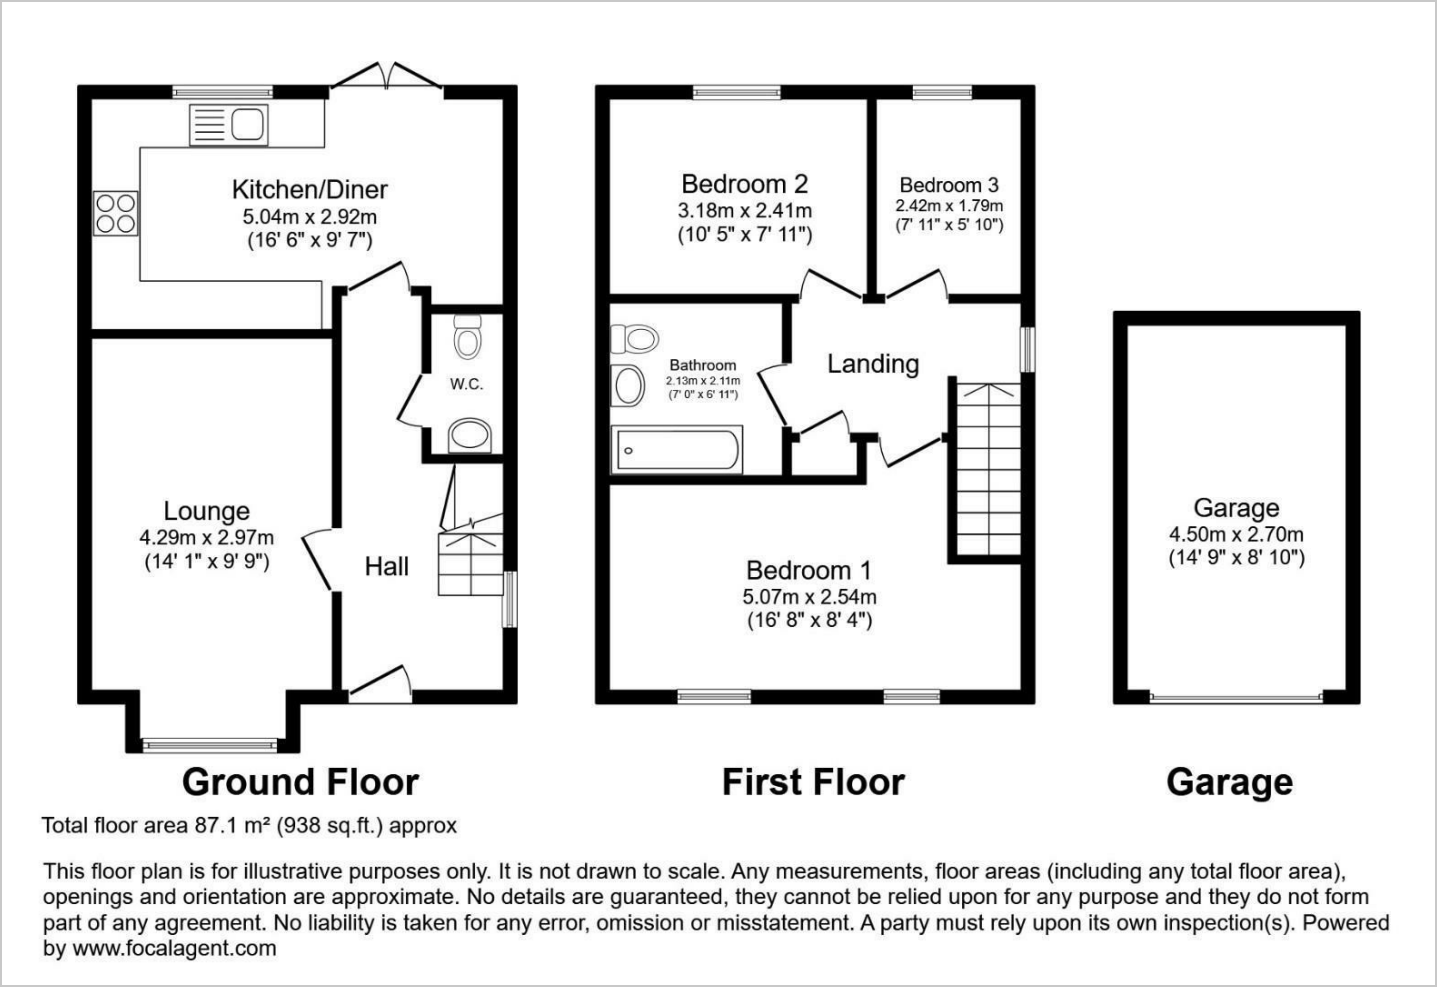 Kitchen/Diner
5.04m x 2.92m
(16' 6" x 9' 7")
W.C.
Lounge
4.29m x 2.97m
(14' 1" x 9' 9")
Hall
Ground Floor
Bedroom 2
3.18m x 2.41m
(10' 5" x 7' 11")
Bedroom 3
2.42m x 1.79m
(7' 11" x 5' 10")
Bathroom
2.13m x 2.11m
(7' 0" x 6' 11")
Landing
Bedroom 1
5.07m x 2.54m
(16' 8" x 8' 4")
First Floor
Garage
4.50m x 2.70m
(14' 9" x 8' 10")
Garage
Total floor area 87.1 m² (938 sq.ft.) approx
This floor plan is for illustrative purposes only. It is not drawn to scale. Any measurements, floor areas (including any total floor area),
openings and orientation are approximate. No details are guaranteed, they cannot be relied upon for any purpose and they do not form
part of any agreement. No liability is taken for any error, omission or misstatement. A party must rely upon its own inspection(s). Powered
by www.focalagent.com